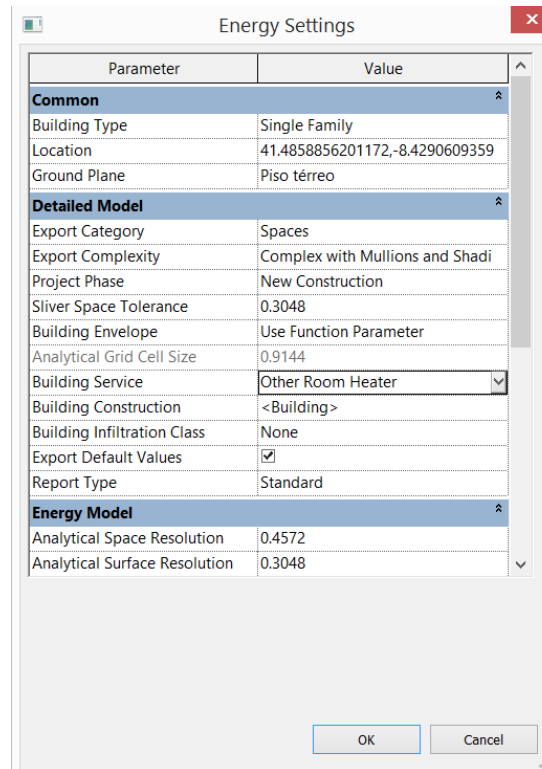 Energy Settings
Parameter Value
Common
Building Type Single Family
Location 41.4858856201172,-8.4290609359
Ground Plane Piso térreo
Detailed Model
Export Category Spaces
Export Complexity Complex with Mullions and Shadi
Project Phase New Construction
Sliver Space Tolerance 0.3048
Building Envelope Use Function Parameter
Analytical Grid Cell Size 0.9144
Building Service Other Room Heater
Building Construction <Building>
Building Infiltration Class None
Export Default Values
Report Type Standard
Energy Model
Analytical Space Resolution 0.4572
Analytical Surface Resolution 0.3048
OK Cancel